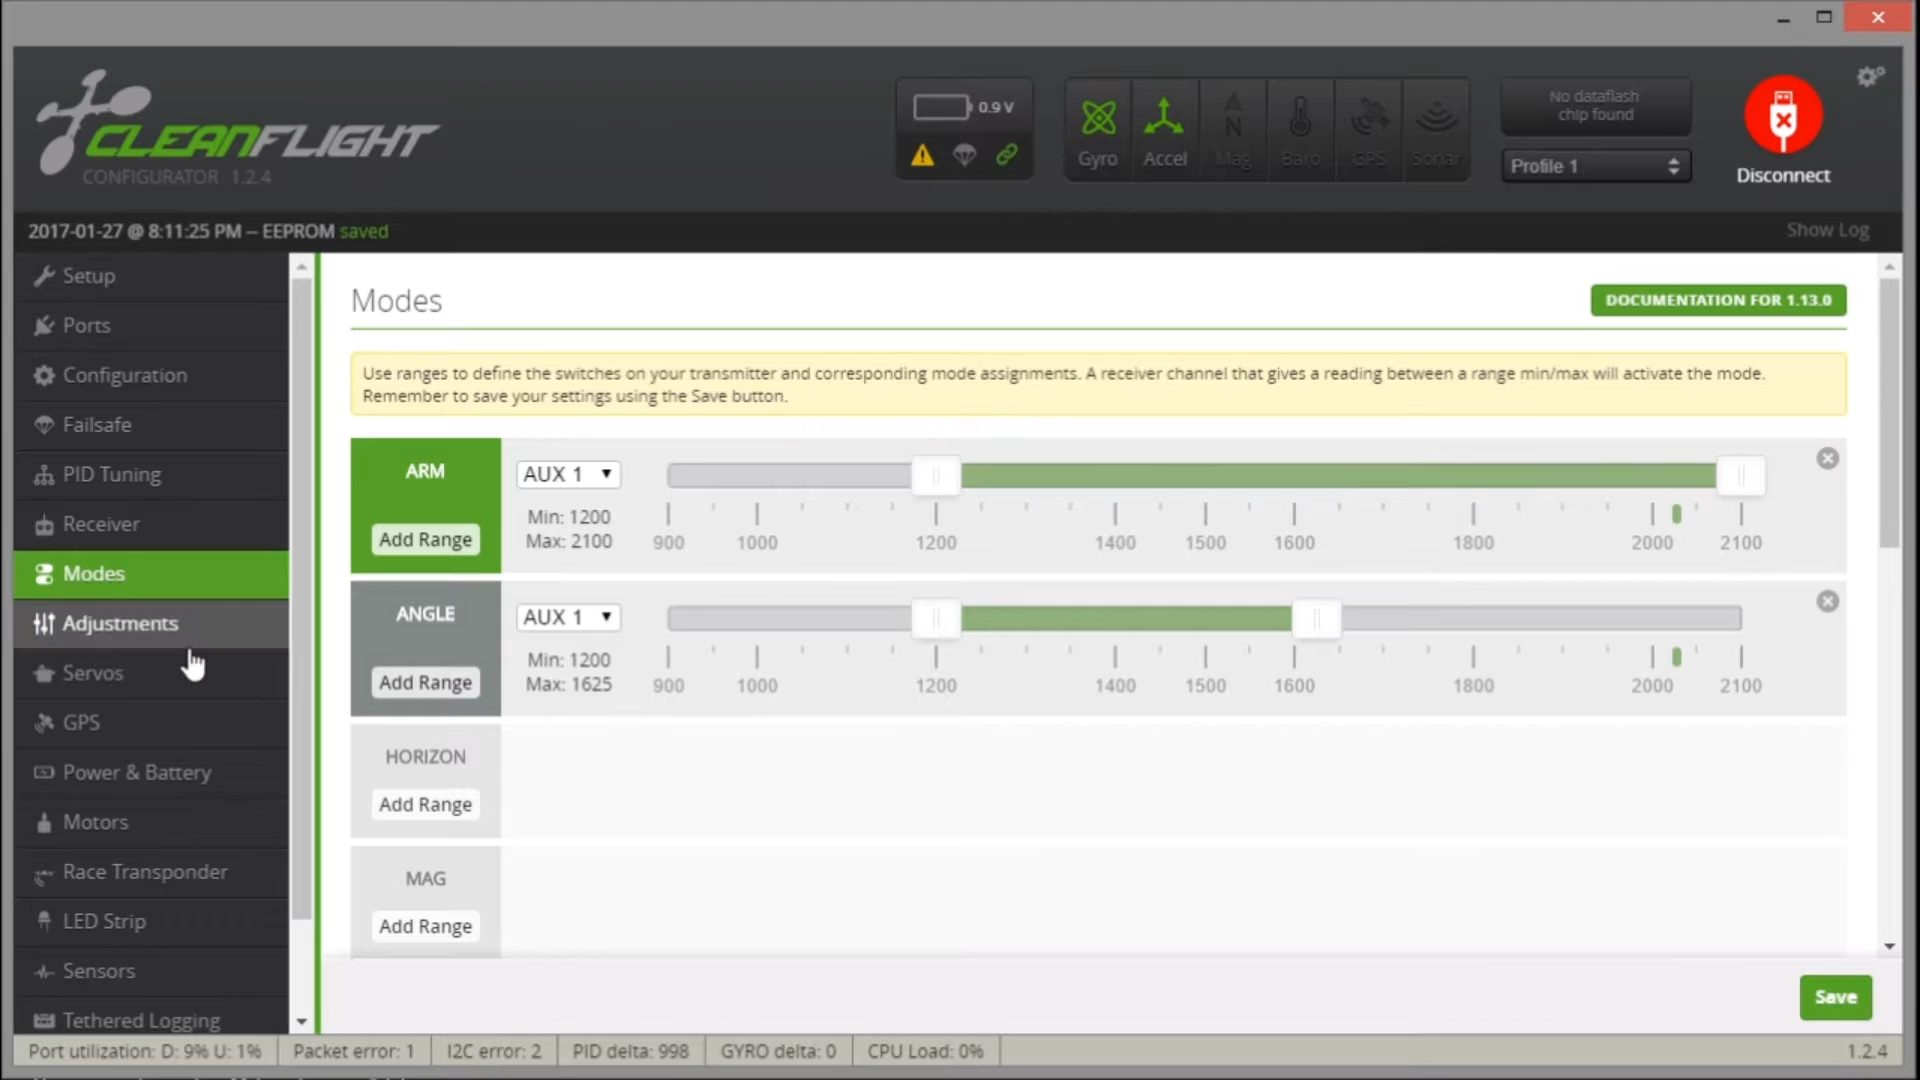 0.9 V
CLEANFLIGHT
CONFIGURATOR 1.2.4
Gyro
Accel
Mag
Baro
GPS
Sonar
No dataflash
chip found
Profile 1
Disconnect
2017-01-27 @ 8:11:25 PM -- EEPROM saved
Show Log
Setup
Ports
Configuration
Failsafe
PID Tuning
Receiver
Modes
Adjustments
Servos
GPS
Power & Battery
Motors
Race Transponder
LED Strip
Sensors
Tethered Logging
Modes
DOCUMENTATION FOR 1.13.0
Use ranges to define the switches on your transmitter and corresponding mode assignments. A receiver channel that gives a reading between a range min/max will activate the mode.
Remember to save your settings using the Save button.
ARM
Add Range
AUX 1
Min: 1200
Max: 2100
900 1000 1200 1400 1500 1600 1800 2000 2100
ANGLE
Add Range
AUX 1
Min: 1200
Max: 1625
900 1000 1200 1400 1500 1600 1800 2000 2100
HORIZON
Add Range
MAG
Add Range
Save
Port utilization: D: 9% U: 1%
Packet error: 1
I2C error: 2
PID delta: 998
GYRO delta: 0
CPU Load: 0%
1.2.4